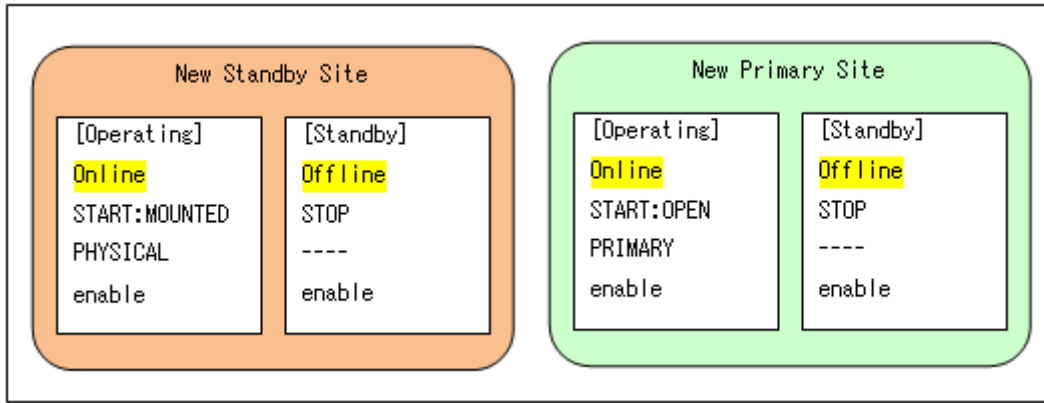 New Standby Site
[Operating]
Online
START:MOUNTED
PHYSICAL
enable
[Standby]
Offline
STOP
----
enable
New Primary Site
[Operating]
Online
START:OPEN
PRIMARY
enable
[Standby]
Offline
STOP
----
enable